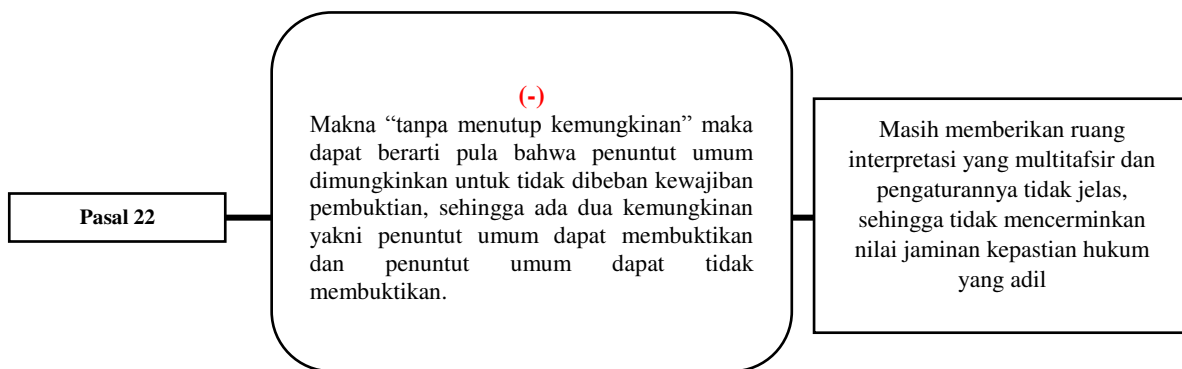 Pasal 22
(-)
Makna “tanpa menutup kemungkinan” maka
dapat berarti pula bahwa penuntut umum
dimungkinkan untuk tidak dibeban kewajiban
pembuktian, sehingga ada dua kemungkinan
yakni penuntut umum dapat membuktikan
dan penuntut umum dapat tidak
membuktikan.
Masih memberikan ruang
interpretasi yang multitafsir dan
pengaturannya tidak jelas,
sehingga tidak mencerminkan
nilai jaminan kepastian hukum
yang adil